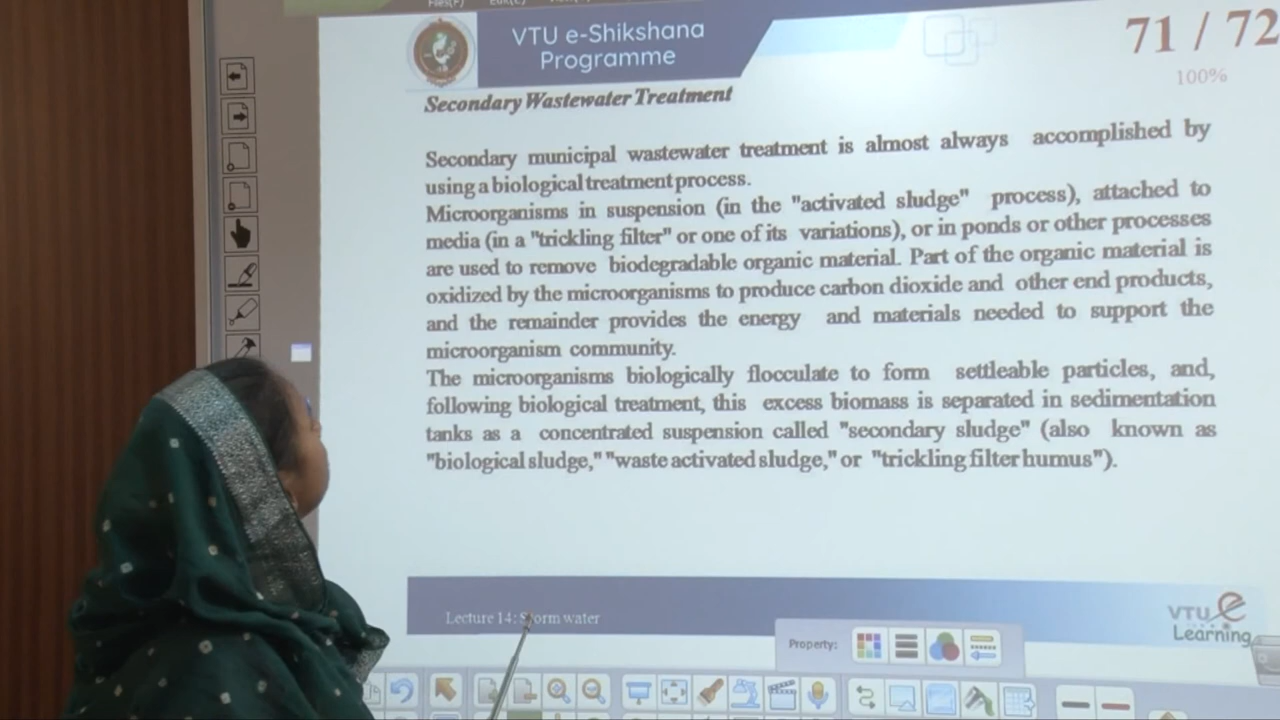 VTU e-Shikshana
Programme
71 / 72
100%
Secondary Wastewater Treatment
Secondary municipal wastewater treatment is almost always accomplished by
using a biological treatment process.
Microorganisms in suspension (in the "activated sludge" process), attached to
media (in a "trickling filter" or one of its variations), or in ponds or other processes
are used to remove biodegradable organic material. Part of the organic material is
oxidized by the microorganisms to produce carbon dioxide and other end products,
and the remainder provides the energy and materials needed to support the
microorganism community.
The microorganisms biologically flocculate to form settleable particles, and,
following biological treatment, this excess biomass is separated in sedimentation
tanks as a concentrated suspension called "secondary sludge" (also known as
"biological sludge," "waste activated sludge," or "trickling filter humus").
Lecture 14: Storm water
VTU e
Learning
Property: